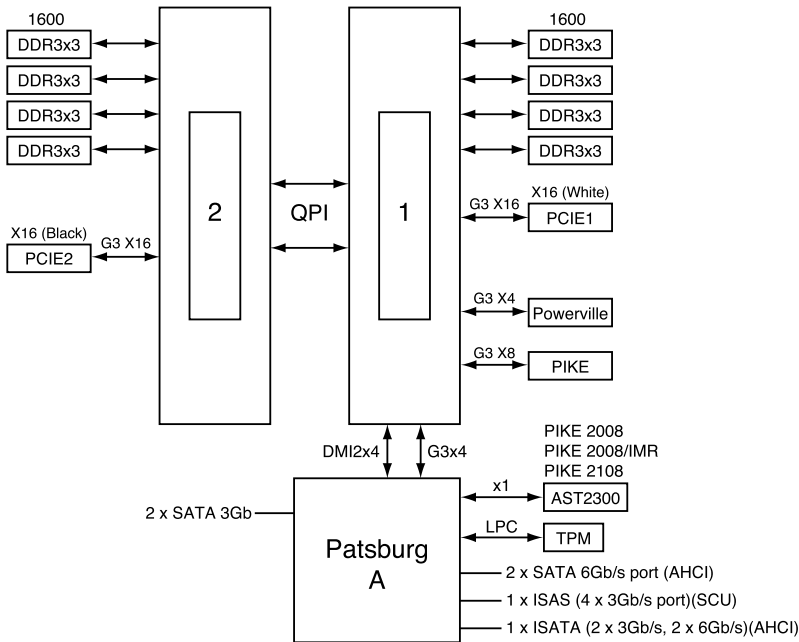 1600
1600
DDR3x3
DDR3x3
DDR3x3
DDR3x3
DDR3x3
DDR3x3
DDR3x3
DDR3x3
2
QPI
1
X16 (White)
G3 X16
PCIE1
X16 (Black)
G3 X16
PCIE2
G3 X4
Powerville
G3 X8
PIKE
PIKE 2008
PIKE 2008/IMR
PIKE 2108
DMI2x4
G3x4
x1
AST2300
2 x SATA 3Gb
LPC
TPM
Patsburg
A
2 x SATA 6Gb/s port (AHCI)
1 x ISAS (4 x 3Gb/s port)(SCU)
1 x ISATA (2 x 3Gb/s, 2 x 6Gb/s)(AHCI)